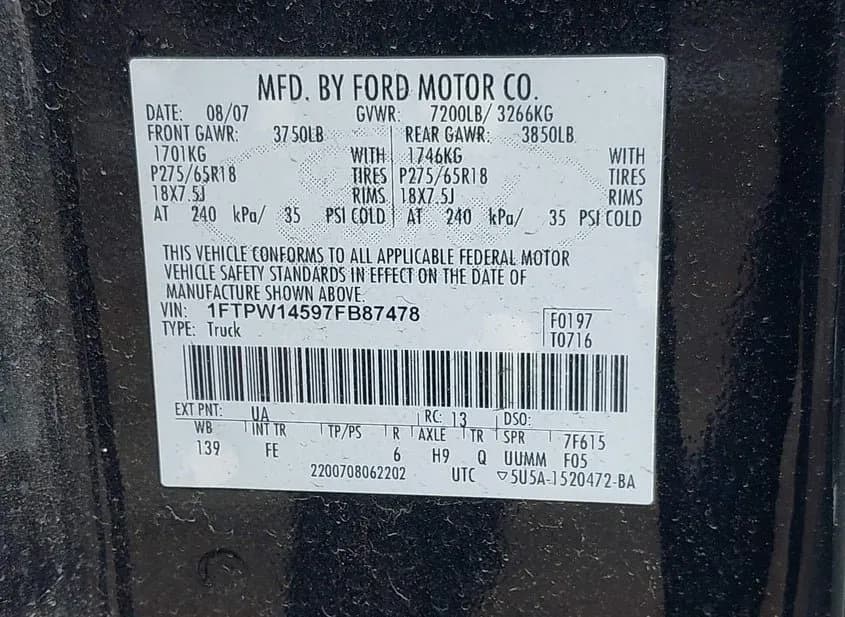 MFD. BY FORD MOTOR CO.
DATE: 08/07 GVWR: 7200LB/ 3266KG
FRONT GAWR: 3750LB REAR GAWR: 3850LB
1701KG WITH 1746KG WITH
P275/65R18 TIRES P275/65R18 TIRES
18X7.5J RIMS 18X7.5J RIMS
AT 240 kPa/ 35 PSI COLD AT 240 kPa/ 35 PSI COLD
THIS VEHICLE CONFORMS TO ALL APPLICABLE FEDERAL MOTOR
VEHICLE SAFETY STANDARDS IN EFFECT ON THE DATE OF
MANUFACTURE SHOWN ABOVE.
VIN: 1FTPW14597FB87478 F0197
TYPE: Truck T0716
EXT PNT: UA RC: 13 DSO:
WB INT TR TP/PS R AXLE TR SPR 7F615
139 FE 6 H9 Q UUMM F05
2200708062202 UTC ▽5U5A-1520472-BA